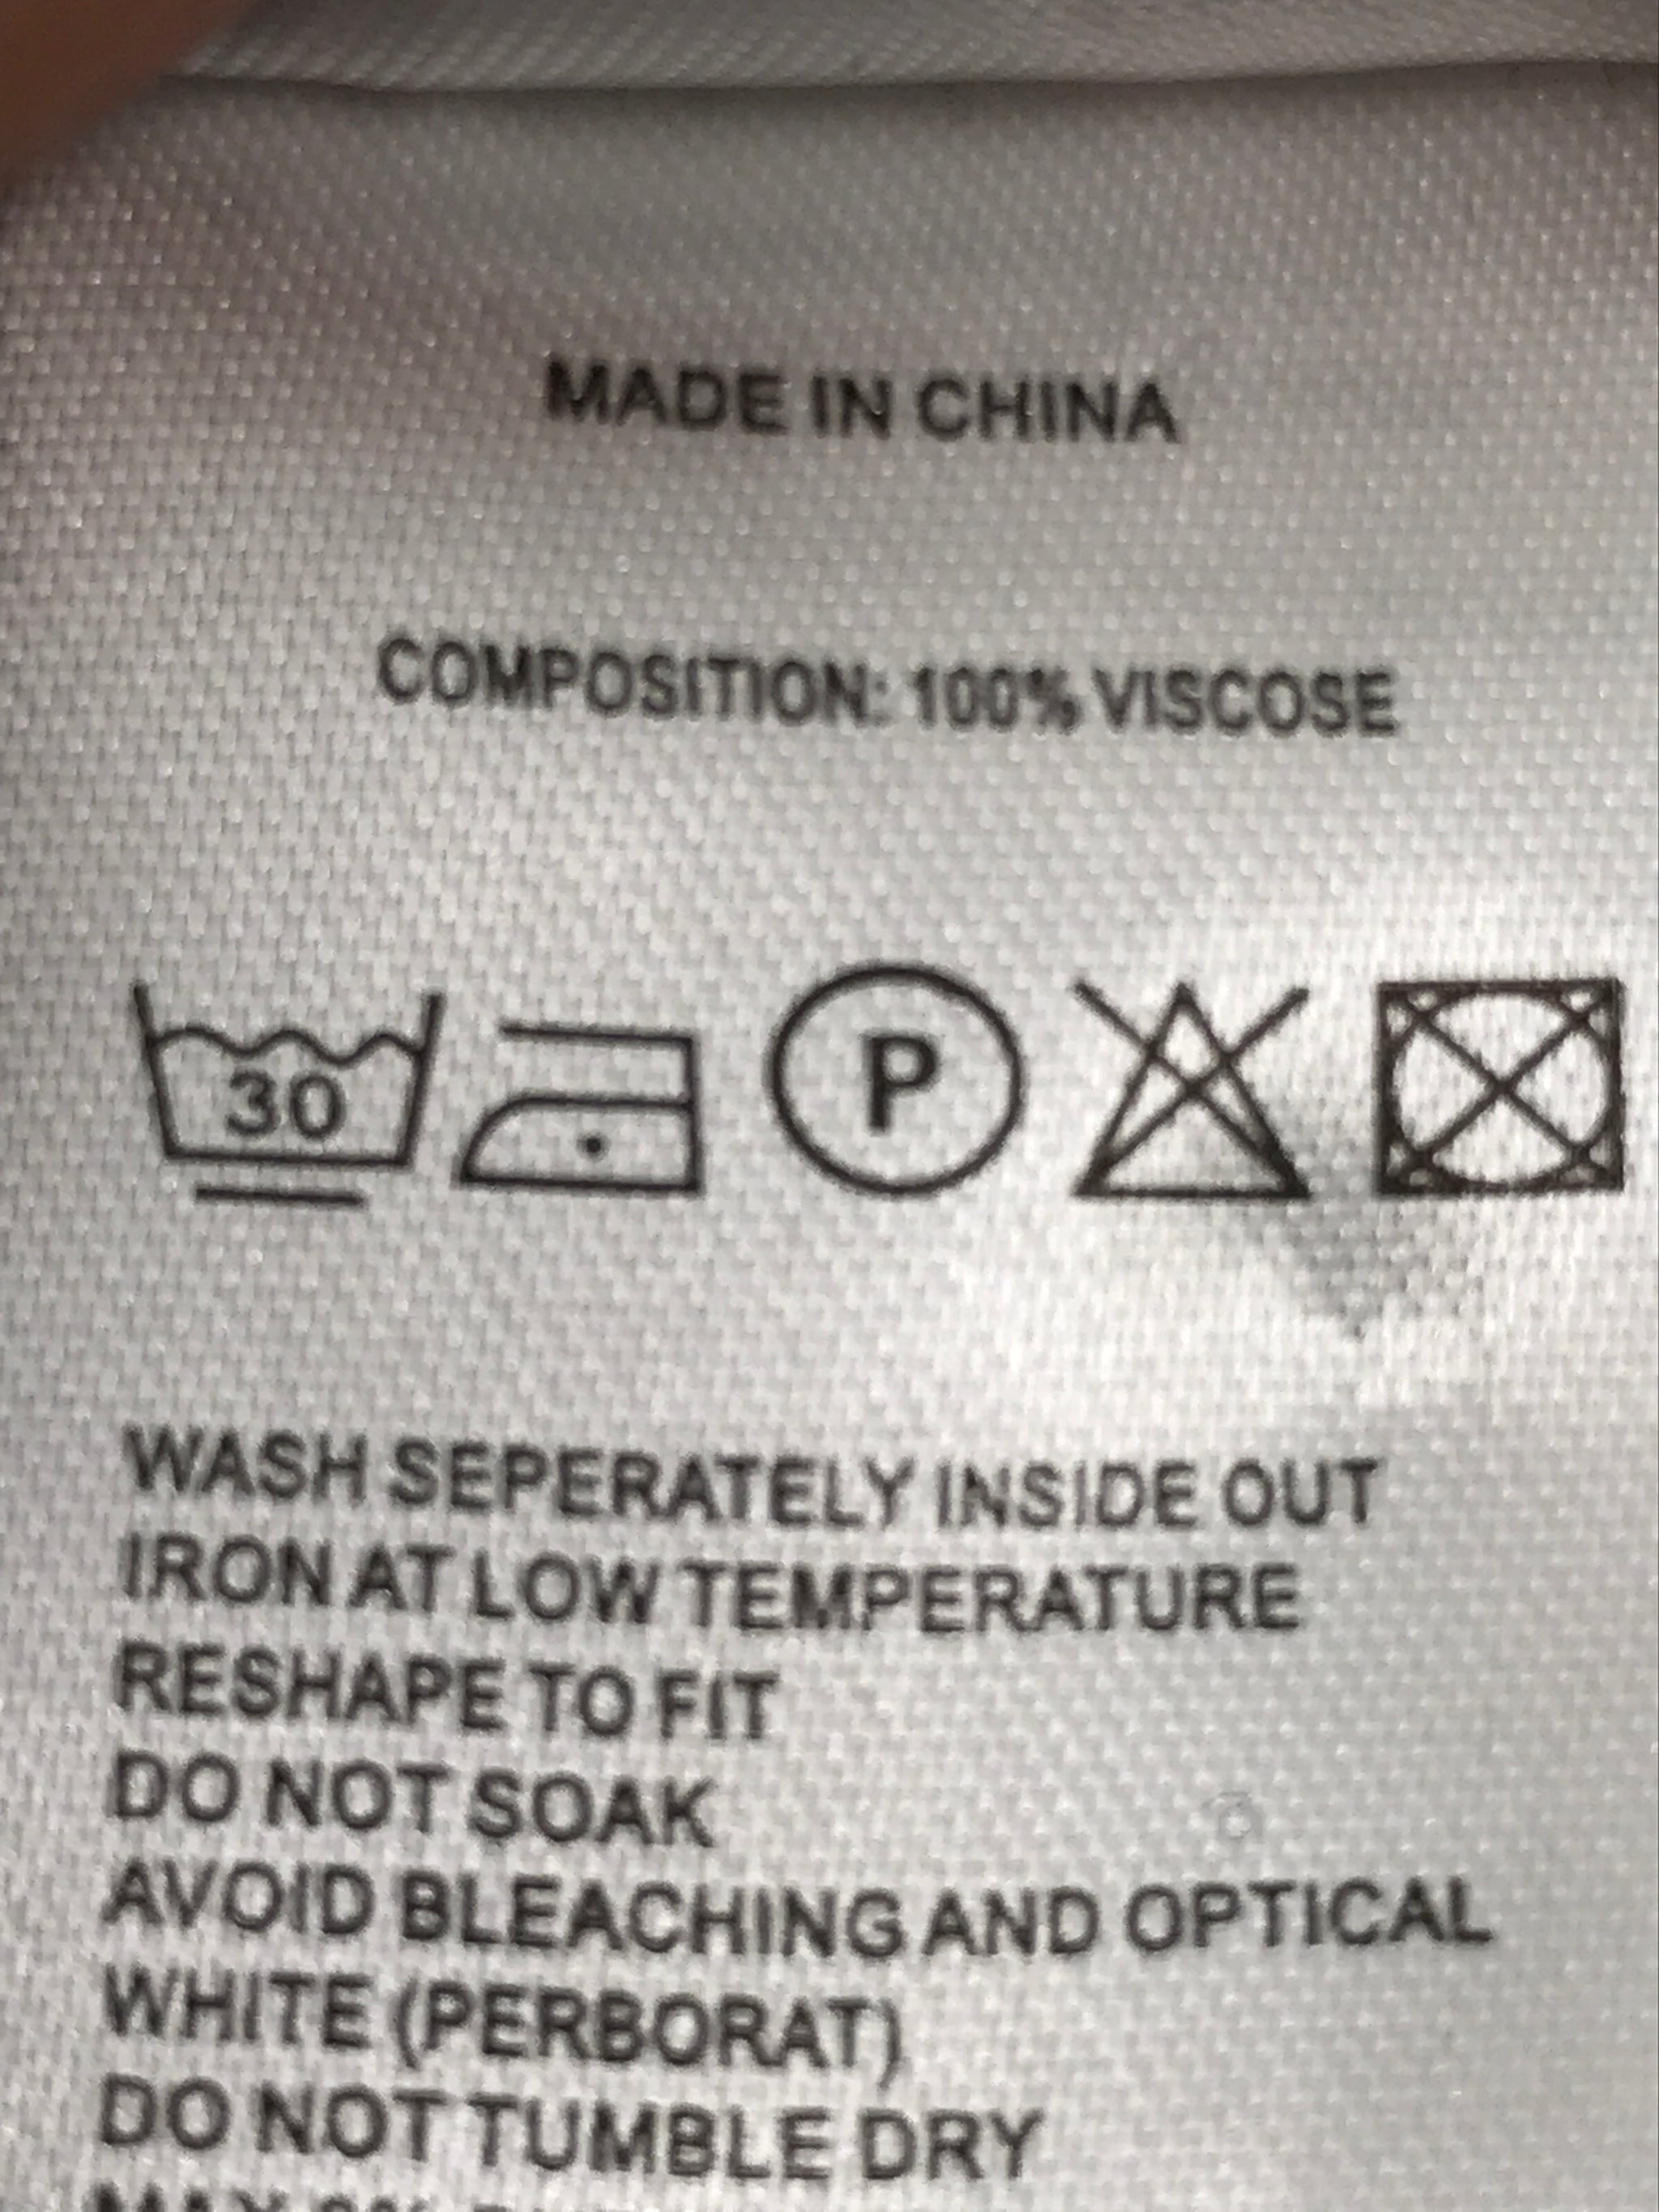 MADE IN CHINA
COMPOSITION: 100% VISCOSE
30 P
WASH SEPERATELY INSIDE OUT
IRON AT LOW TEMPERATURE
RESHAPE TO FIT
DO NOT SOAK
AVOID BLEACHING AND OPTICAL
WHITE (PERBORAT)
DO NOT TUMBLE DRY